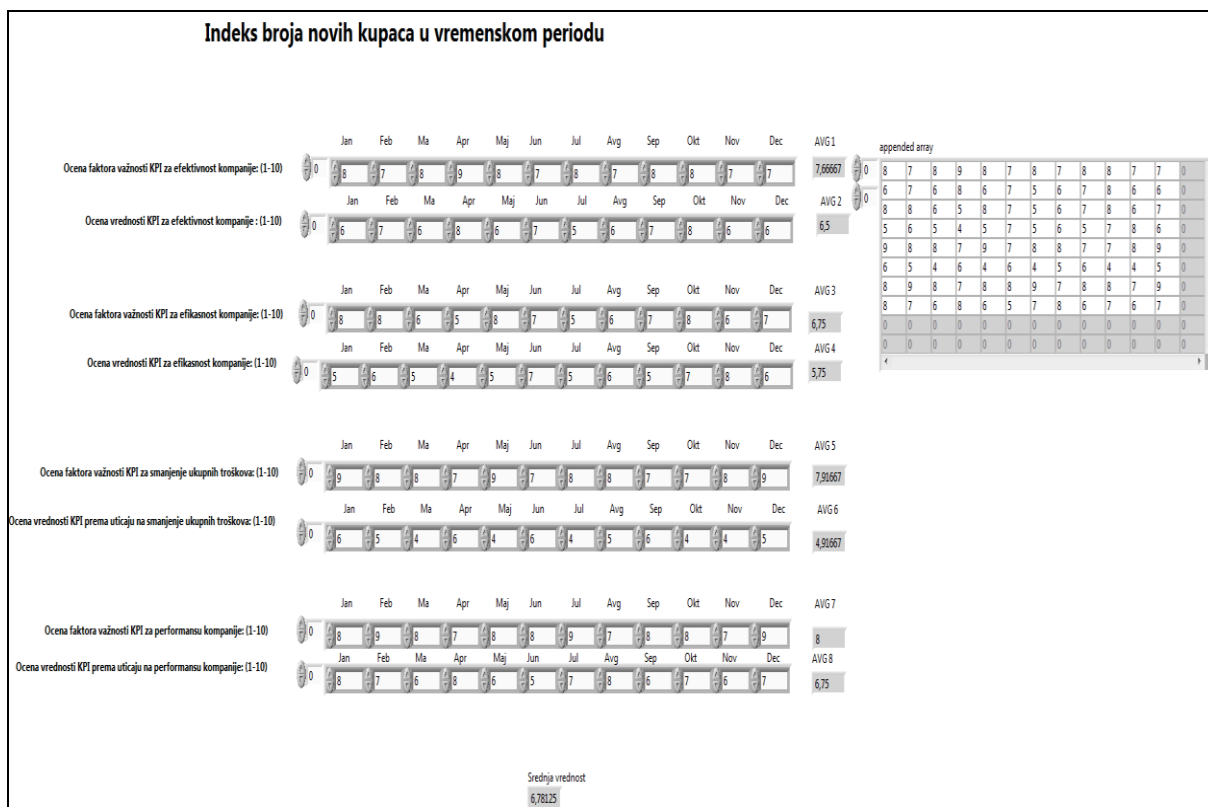 Indeks broja novih kupaca u vremenskom periodu
Jan Feb Ma Apr Maj Jun Jul Avg Sep Okt Nov Dec AVG 1
Ocena faktora važnosti KPI za efektivnost kompanije: (1-10) 0 8 7 8 9 8 7 8 7 8 8 7 7 7,66667
Jan Feb Ma Apr Maj Jun Jul Avg Sep Okt Nov Dec AVG 2
Ocena vrednosti KPI za efektivnost kompanije : (1-10) 0 6 7 6 8 6 7 5 6 7 8 6 6 6,5
Jan Feb Ma Apr Maj Jun Jul Avg Sep Okt Nov Dec AVG 3
Ocena faktora važnosti KPI za efikasnost kompanije: (1-10) 0 8 8 6 5 8 7 5 6 7 8 6 7 6,75
Jan Feb Ma Apr Maj Jun Jul Avg Sep Okt Nov Dec AVG 4
Ocena vrednosti KPI za efikasnost kompanije: (1-10) 0 5 6 5 4 5 7 5 6 5 7 8 6 5,75
Jan Feb Ma Apr Maj Jun Jul Avg Sep Okt Nov Dec AVG 5
Ocena faktora važnosti KPI za smanjenje ukupnih troškova: (1-10) 0 9 8 8 7 9 7 8 8 7 7 8 9 7,91667
Jan Feb Ma Apr Maj Jun Jul Avg Sep Okt Nov Dec AVG 6
Ocena vrednosti KPI prema uticaju na smanjenje ukupnih troškova: (1-10) 0 6 5 4 6 4 6 4 5 6 4 4 5 4,91667
Jan Feb Ma Apr Maj Jun Jul Avg Sep Okt Nov Dec AVG 7
Ocena faktora važnosti KPI za performansu kompanije: (1-10) 0 8 9 8 7 8 8 9 7 8 8 7 9 8
Jan Feb Ma Apr Maj Jun Jul Avg Sep Okt Nov Dec AVG 8
Ocena vrednosti KPI prema uticaju na performansu kompanije: (1-10) 0 8 7 6 8 6 5 7 8 6 7 6 7 6,75
appended array
0 8 7 8 9 8 7 8 7 8 8 7 7 0
0 6 7 6 8 6 7 5 6 7 8 6 6 0
8 8 6 5 8 7 5 6 7 8 6 7 0
5 6 5 4 5 7 5 6 5 7 8 6 0
9 8 8 7 9 7 8 8 7 7 8 9 0
6 5 4 6 4 6 4 5 6 4 4 5 0
8 9 8 7 8 8 9 7 8 8 7 9 0
8 7 6 8 6 5 7 8 6 7 6 7 0
0 0 0 0 0 0 0 0 0 0 0 0 0
0 0 0 0 0 0 0 0 0 0 0 0 0
Srednja vrednost
6,78125